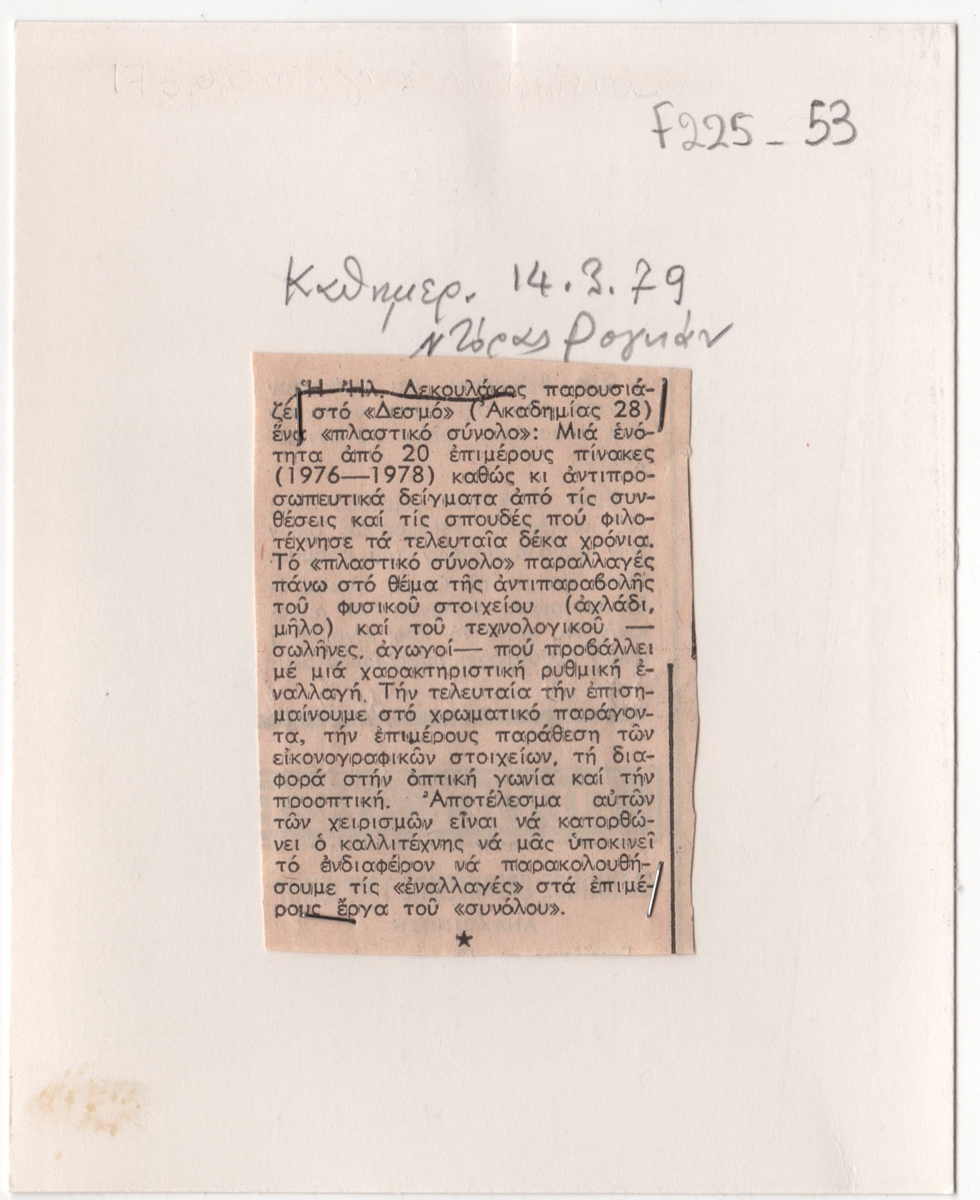 F225 - 53
Καθημερ. 14.3.79
Ντόρας Ρογκάν
Ἡ Ἠλ. Δεκουλάκος παρουσιά-
ζει στό «Δεσμό» (Ἀκαδημίας 28)
ἕνα «πλαστικό σύνολο»: Μιά ἑνό-
τητα ἀπό 20 ἐπιμέρους πίνακες
(1976—1978) καθώς κι ἀντιπρο-
σωπευτικά δείγματα ἀπό τίς συν-
θέσεις καί τίς σπουδές πού φιλο-
τέχνησε τά τελευταῖα δέκα χρόνια.
Τό «πλαστικό σύνολο» παραλλαγές
πάνω στό θέμα τῆς ἀντιπαραβολῆς
τοῦ φυσικοῦ στοιχείου (ἀχλάδι,
μῆλο) καί τοῦ τεχνολογικοῦ —
σωλῆνες, ἀγωγοί— πού προβάλλει
μέ μιά χαρακτηριστική ρυθμική ἐ-
ναλλαγή. Τήν τελευταία τήν ἐπιση-
μαίνουμε στό χρωματικό παράγον-
τα, τήν ἐπιμέρους παράθεση τῶν
εἰκονογραφικῶν στοιχείων, τή δια-
φορά στήν ὀπτική γωνία καί τήν
προοπτική. Ἀποτέλεσμα αὐτῶν
τῶν χειρισμῶν εἶναι νά κατορθώ-
νει ὁ καλλιτέχνης νά μᾶς ὑποκινεῖ
τό ἐνδιαφέρον νά παρακολουθή-
σουμε τίς «ἐναλλαγές» στά ἐπιμέ-
ρους ἔργα τοῦ «συνόλου».